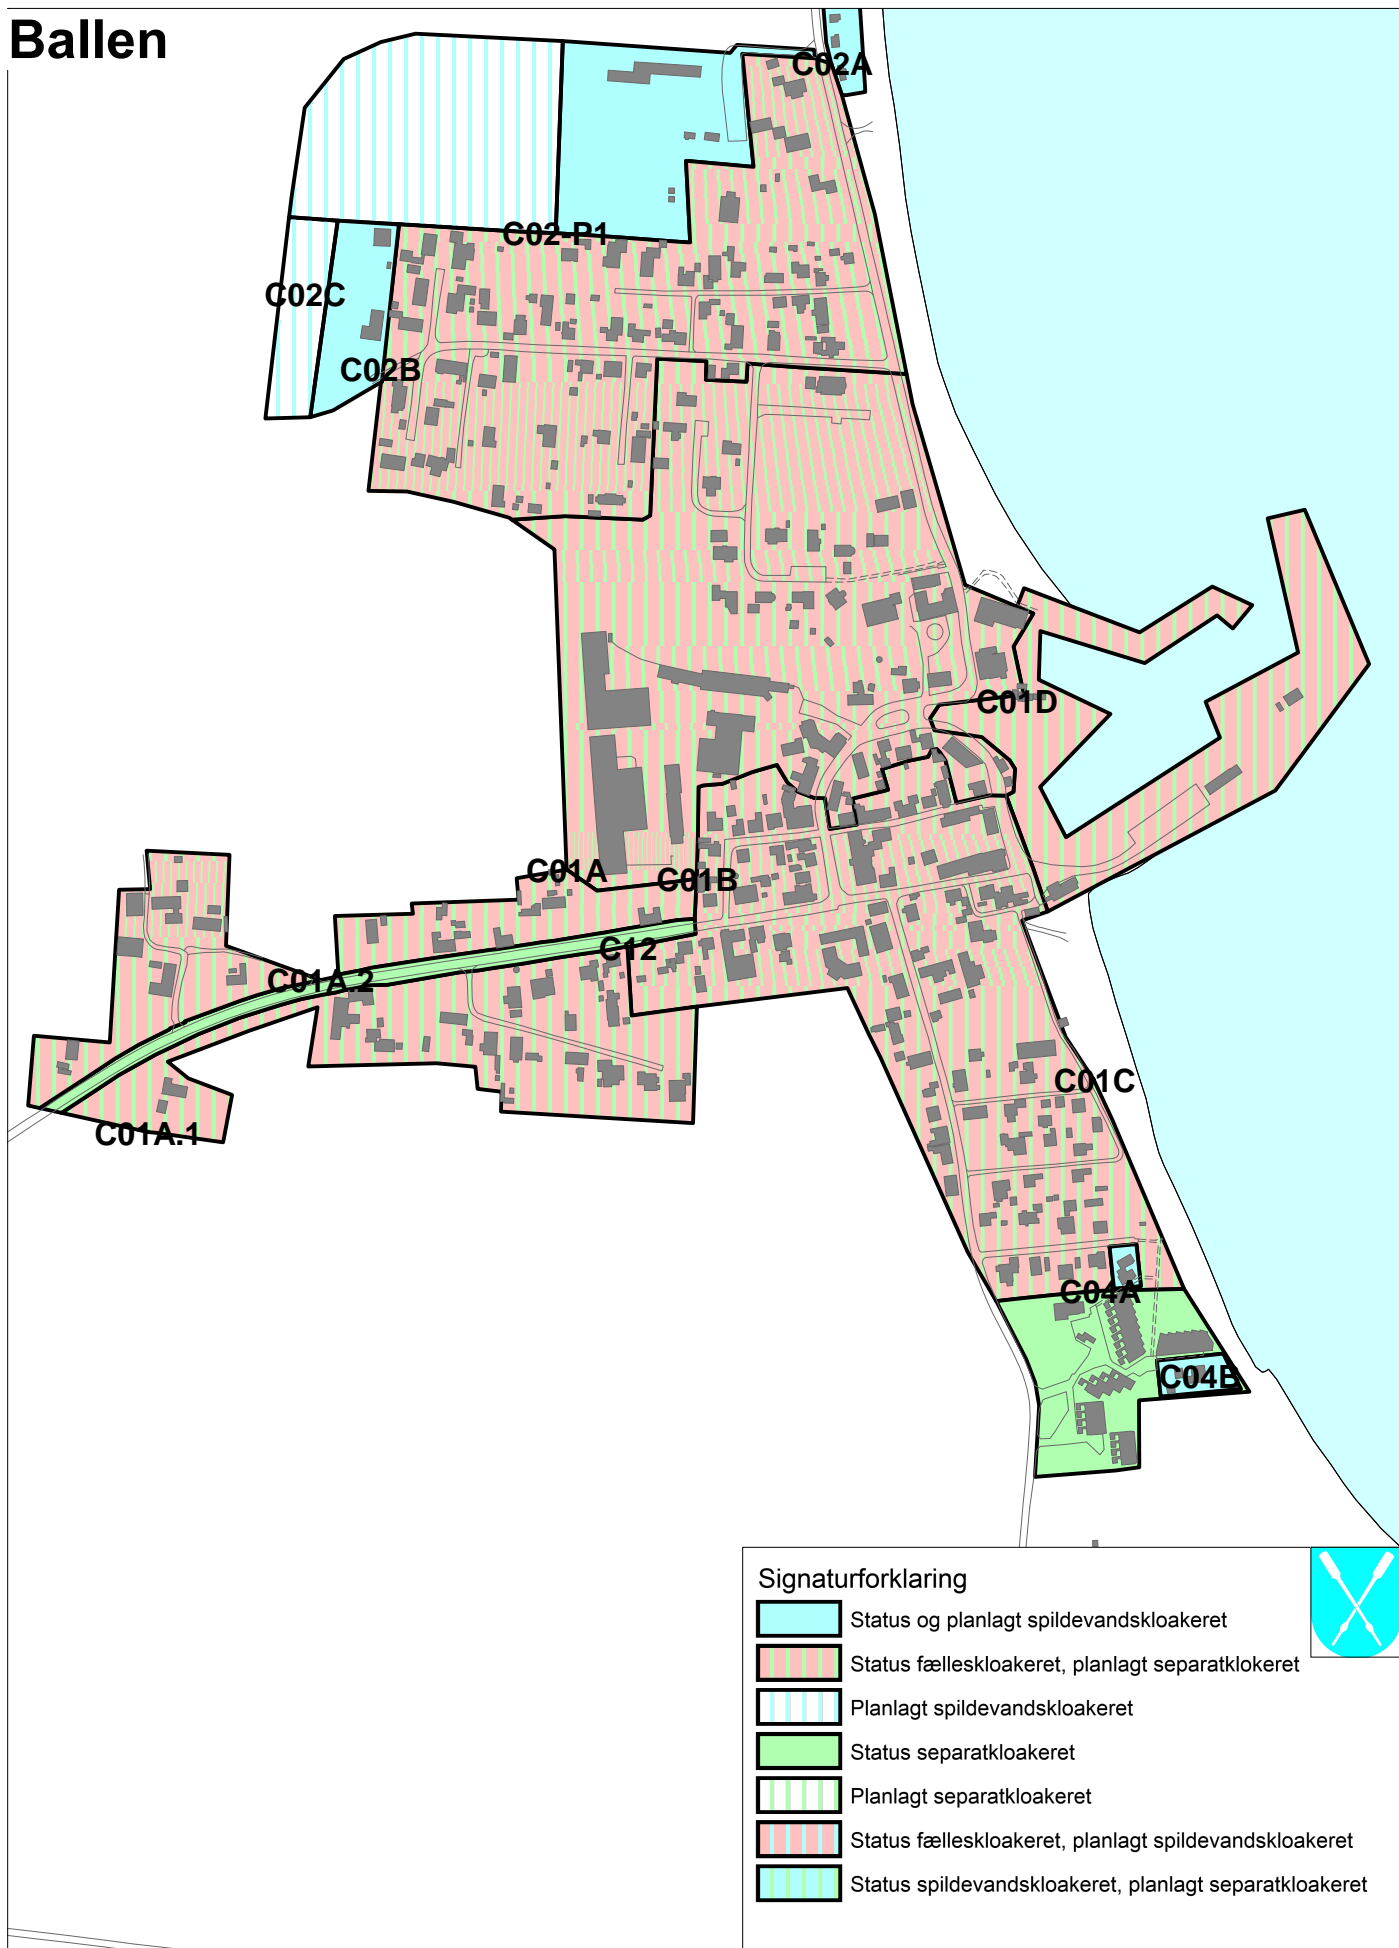 Ballen
C02A
C02-P1
C02C
C02B
C01D
C01A
C01B
C12
C01A.2
C01C
C01A.1
C04A
C04B
Signaturforklaring
Status og planlagt spildevandskloakeret
Status fælleskloakeret, planlagt separatklokeret
Planlagt spildevandskloakeret
Status separatkloakeret
Planlagt separatkloakeret
Status fælleskloakeret, planlagt spildevandskloakeret
Status spildevandskloakeret, planlagt separatkloakeret